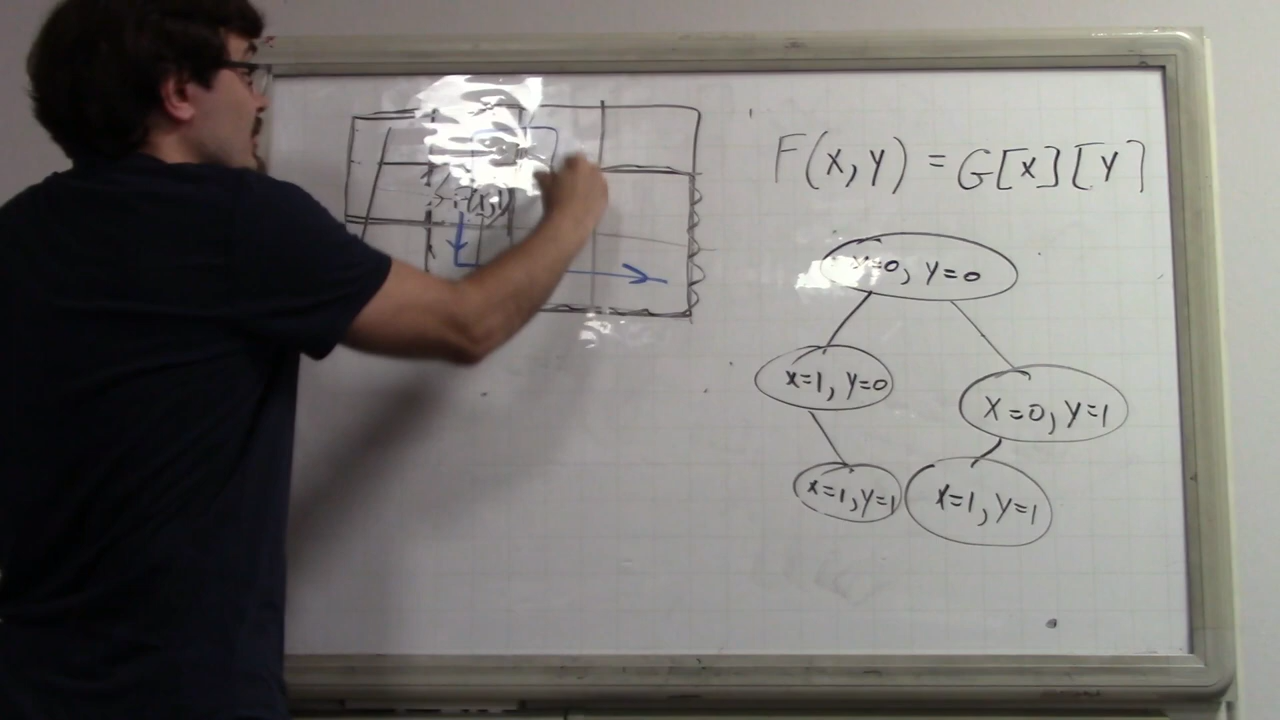 F(x,y) = G[x][y]
x=0, y=0
x=1, y=0
x=0, y=1
x=1, y=1
x=1, y=1